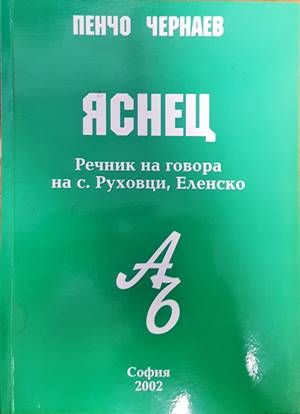 ПЕНЧО ЧЕРНАЕВ
ЯСНЕЦ
Речник на говора
на с. Руховци, Еленско
А
Б
София
2002